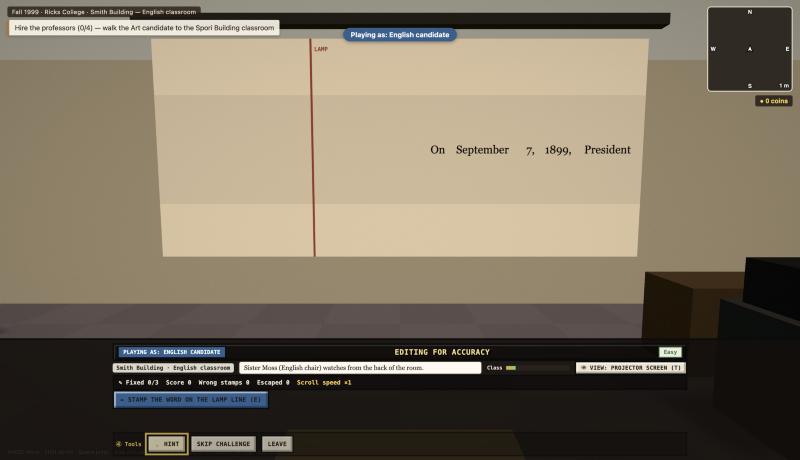 Fall 1999 · Ricks College · Smith Building — English classroom
Hire the professors (0/4) — walk the Art candidate to the Spori Building classroom
Playing as: English candidate
N
W A E
S 1 m
● 0 coins
LAMP
On September 7, 1899, President
PLAYING AS: ENGLISH CANDIDATE
EDITING FOR ACCURACY
Easy
Smith Building · English classroom
Sister Moss (English chair) watches from the back of the room.
Class
VIEW: PROJECTOR SCREEN (T)
✎ Fixed 0/3 Score 0 Wrong stamps 0 Escaped 0 Scroll speed ×1
STAMP THE WORD ON THE LAMP LINE (E)
Tools
HINT
SKIP CHALLENGE
LEAVE